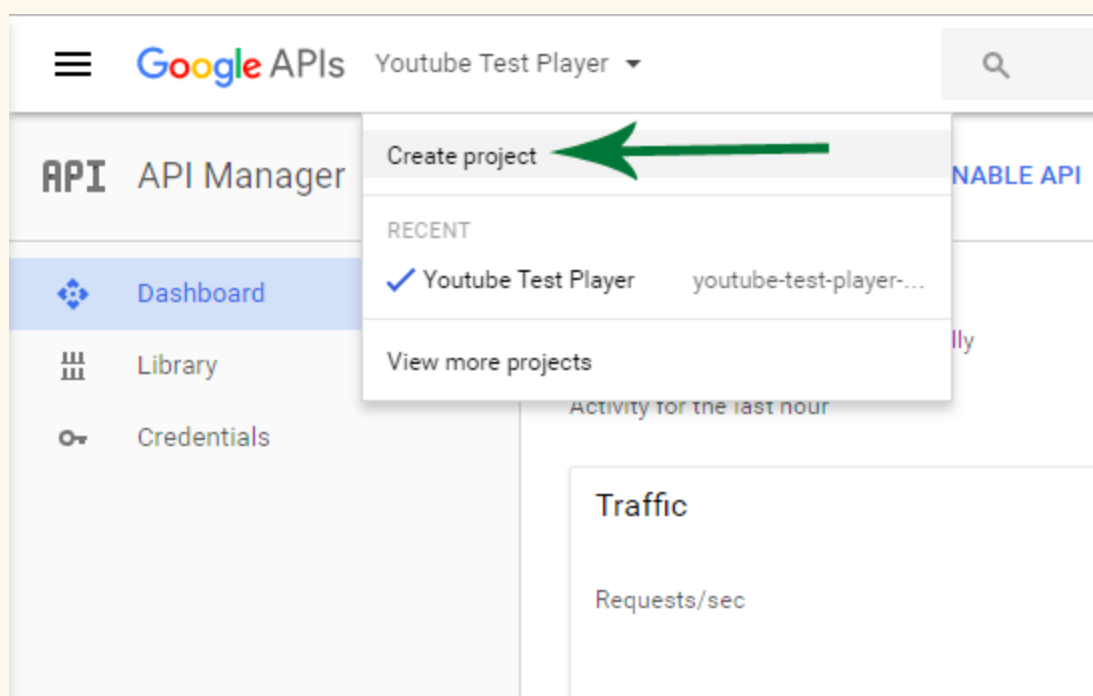 Google APIs Youtube Test Player
API API Manager
Create project
NABLE API
RECENT
Youtube Test Player youtube-test-player-...
Dashboard
lly
View more projects
Library
Activity for the last hour
Credentials
Traffic
Requests/sec